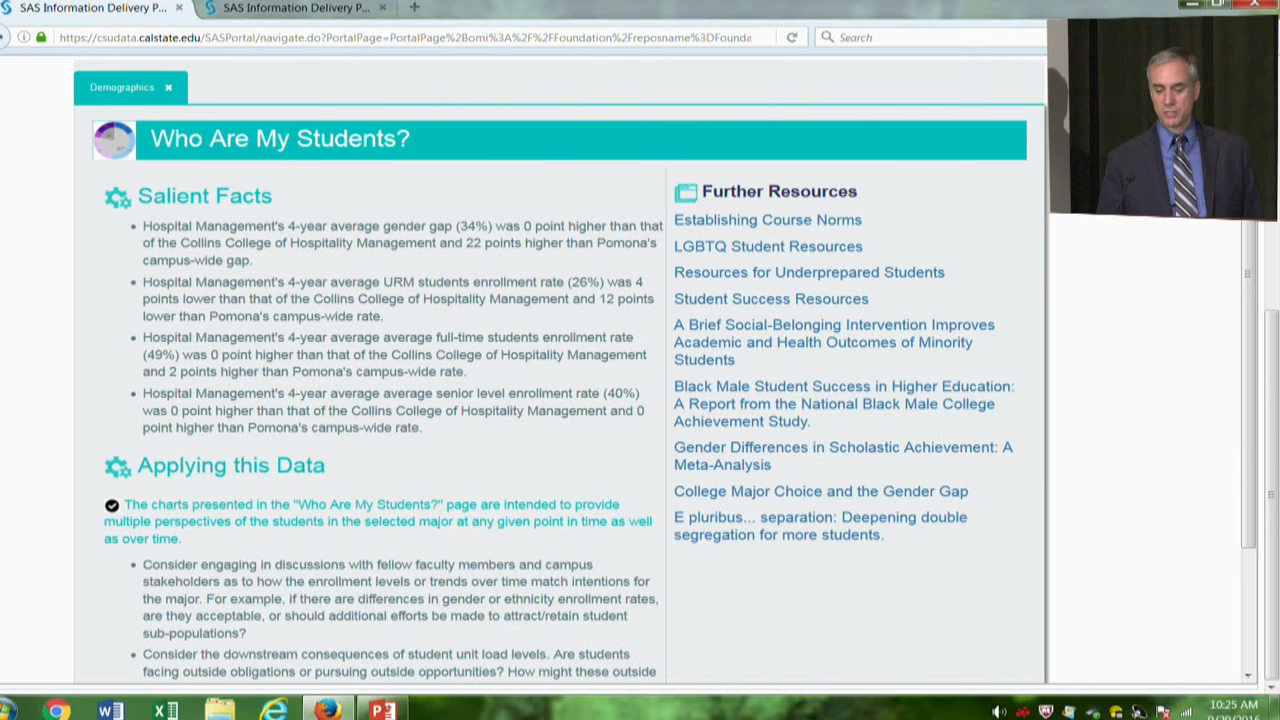 SAS Information Delivery P...
SAS Information Delivery P...
https://csudata.calstate.edu/SASPortal/navigate.do?PortalPage=PortalPage%2Bomi%3A%2F%2FFoundation%2Freposname%3DFounda
Search
Demographics
Who Are My Students?
Salient Facts
Hospital Management's 4-year average gender gap (34%) was 0 point higher than that
of the Collins College of Hospitality Management and 22 points higher than Pomona's
campus-wide gap.
Hospital Management's 4-year average URM students enrollment rate (26%) was 4
points lower than that of the Collins College of Hospitality Management and 12 points
lower than Pomona's campus-wide rate.
Hospital Management's 4-year average average full-time students enrollment rate
(49%) was 0 point higher than that of the Collins College of Hospitality Management
and 2 points higher than Pomona's campus-wide rate.
Hospital Management's 4-year average average senior level enrollment rate (40%)
was 0 point higher than that of the Collins College of Hospitality Management and 0
point higher than Pomona's campus-wide rate.
Applying this Data
The charts presented in the "Who Are My Students?" page are intended to provide
multiple perspectives of the students in the selected major at any given point in time as well
as over time.
Consider engaging in discussions with fellow faculty members and campus
stakeholders as to how the enrollment levels or trends over time match intentions for
the major. For example, if there are differences in gender or ethnicity enrollment rates,
are they acceptable, or should additional efforts be made to attract/retain student
sub-populations?
Consider the downstream consequences of student unit load levels. Are students
facing outside obligations or pursuing outside opportunities? How might these outside
Further Resources
Establishing Course Norms
LGBTQ Student Resources
Resources for Underprepared Students
Student Success Resources
A Brief Social-Belonging Intervention Improves
Academic and Health Outcomes of Minority
Students
Black Male Student Success in Higher Education:
A Report from the National Black Male College
Achievement Study.
Gender Differences in Scholastic Achievement: A
Meta-Analysis
College Major Choice and the Gender Gap
E pluribus... separation: Deepening double
segregation for more students.
10:25 AM